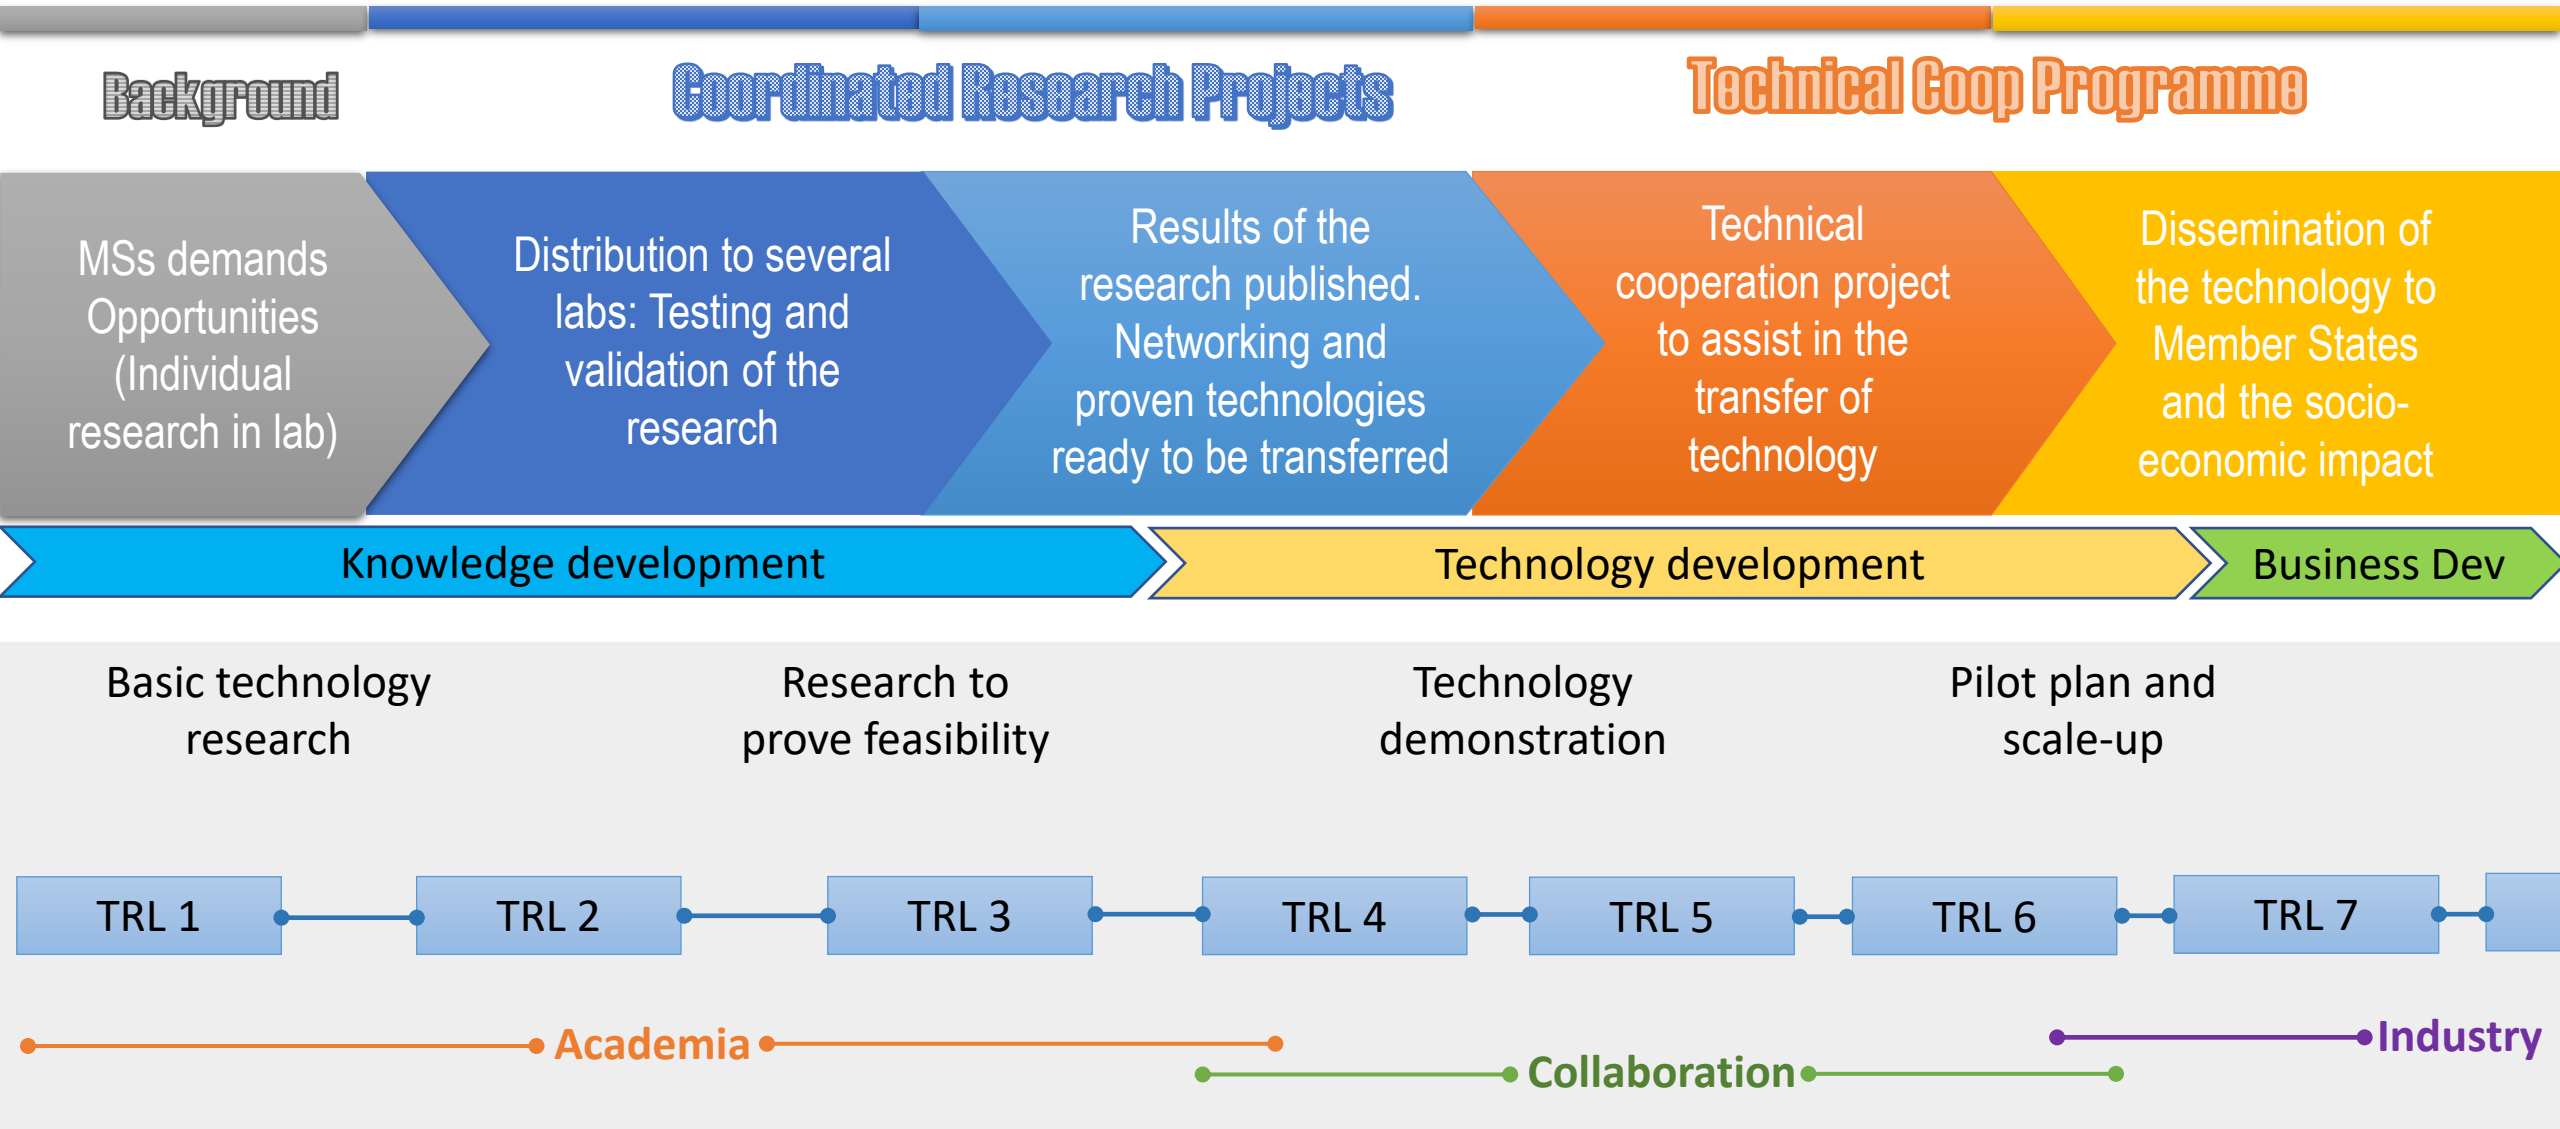 Background
Coordinated Research Projects
Technical Coop Programme
MSs demands
Opportunities
(Individual
research in lab)
Distribution to several
labs: Testing and
validation of the
research
Results of the
research published.
Networking and
proven technologies
ready to be transferred
Technical
cooperation project
to assist in the
transfer of
technology
Dissemination of
the technology to
Member States
and the socio-
economic impact
Knowledge development
Technology development
Business Dev
Basic technology
research
Research to
prove feasibility
Technology
demonstration
Pilot plan and
scale-up
TRL 1
TRL 2
TRL 3
TRL 4
TRL 5
TRL 6
TRL 7
Academia
Collaboration
Industry